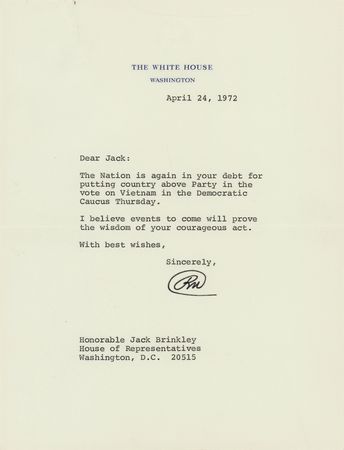 THE WHITE HOUSE
WASHINGTON
April 24, 1972
Dear Jack:
The Nation is again in your debt for
putting country above Party in the
vote on Vietnam in the Democratic
Caucus Thursday.
I believe events to come will prove
the wisdom of your courageous act.
With best wishes,
Sincerely,
RN
Honorable Jack Brinkley
House of Representatives
Washington, D.C. 20515